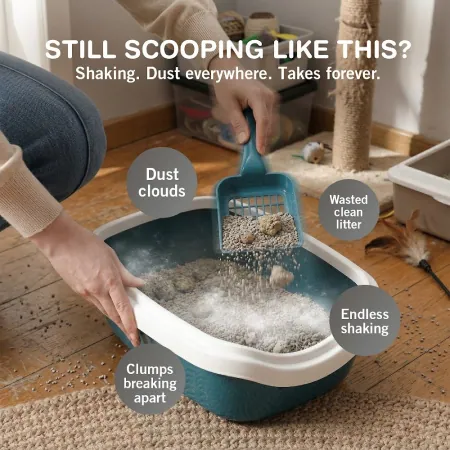 STILL SCOOPING LIKE THIS?
Shaking. Dust everywhere. Takes forever.
Dust
clouds
Wasted
clean
litter
Endless
shaking
Clumps
breaking
apart